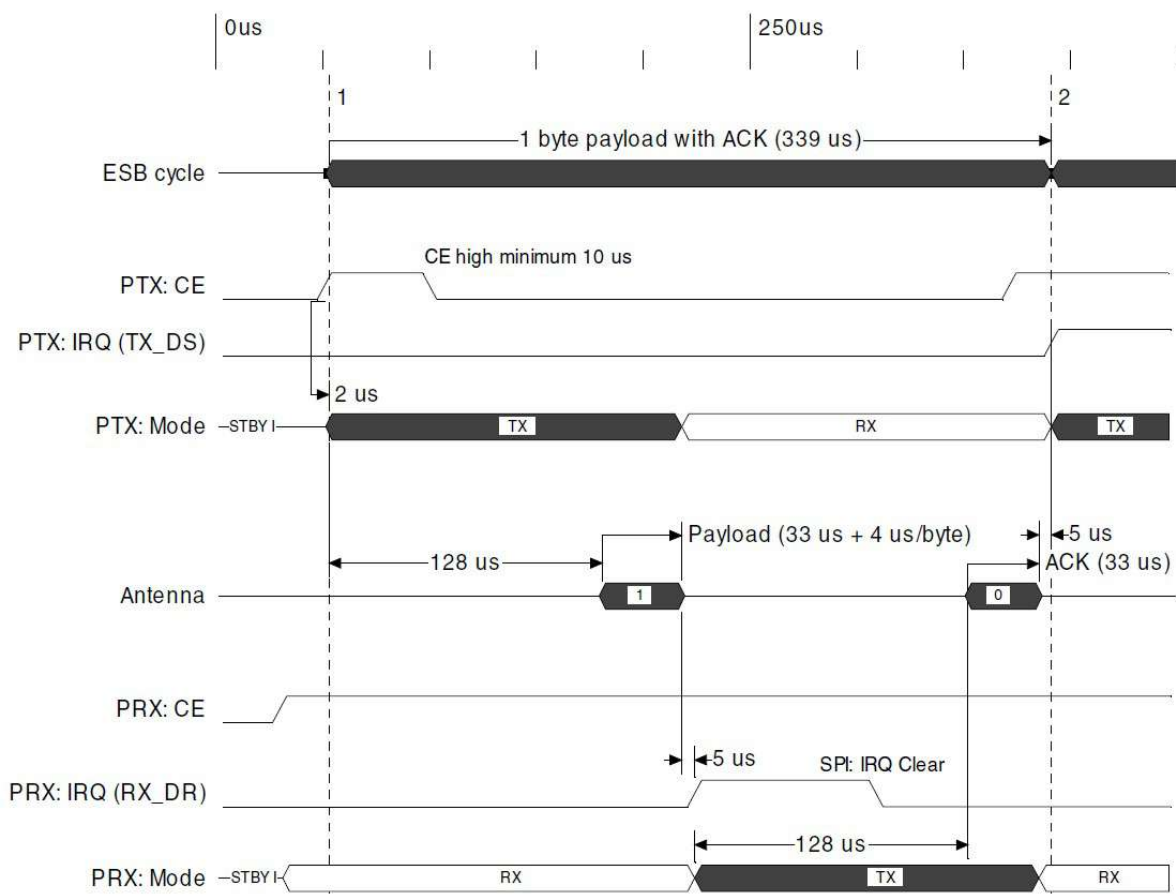 0us
250us
1
2
1 byte payload with ACK (339 us)
ESB cycle
CE high minimum 10 us
PTX: CE
PTX: IRQ (TX_DS)
2 us
PTX: Mode
STBY I
TX
RX
TX
Payload (33 us + 4 us/byte)
5 us
128 us
ACK (33 us)
Antenna
1
0
PRX: CE
5 us
SPI: IRQ Clear
PRX: IRQ (RX_DR)
128 us
PRX: Mode
STBY I
RX
TX
RX